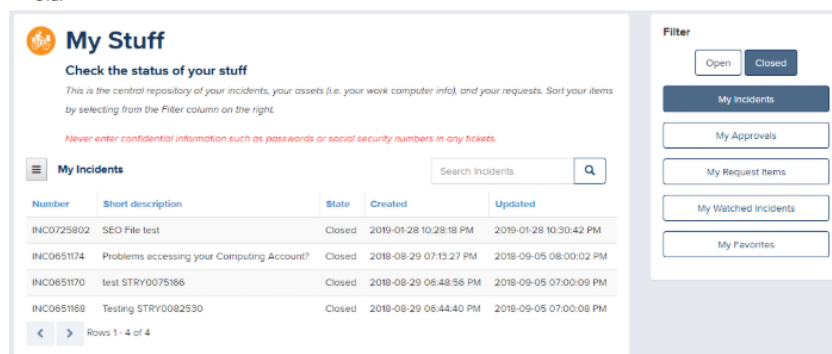 My Stuff
Check the status of your stuff
This is the central repository of your incidents, your assets (i.e. your work computer info), and your requests. Sort your items
by selecting from the Filter column on the right.
Never enter confidential information such as passwords or social security numbers in any tickets.
My Incidents
Search Incidents
Number Short description State Created Updated
INC0725802 SEO File test Closed 2019-01-28 10:28:18 PM 2019-01-28 10:30:42 PM
INC0651174 Problems accessing your Computing Account? Closed 2018-08-29 07:13:27 PM 2018-09-05 08:00:02 PM
INC0651170 test STRY0075166 Closed 2018-08-29 06:48:56 PM 2018-09-05 07:00:09 PM
INC0651168 Testing STRY0082530 Closed 2018-08-29 06:44:40 PM 2018-09-05 07:00:08 PM
Rows 1 - 4 of 4
Filter
Open Closed
My Incidents
My Approvals
My Request Items
My Watched Incidents
My Favorites